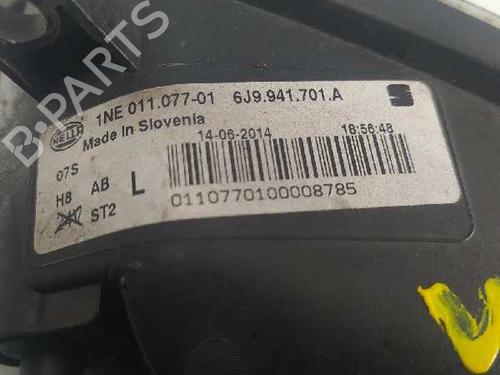 B-PARTS
HELLA
1NE 011.077-01 6J9.941.701.A
Made in Slovenia
14-06-2014 18:56:48
07S
H8 AB L
ST2
0110770100008785
V